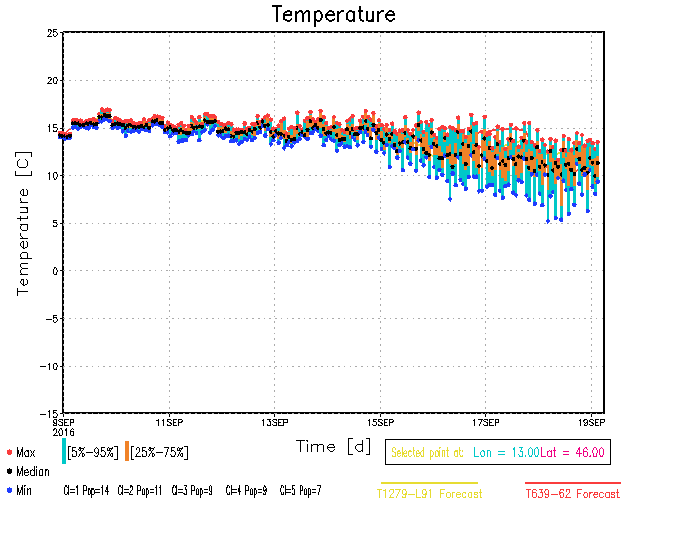 Temperature
25
20
15
10
5
0
-5
-10
-15
Temperature [C]
9SEP 11SEP 13SEP 15SEP 17SEP 19SEP
2016
Time [d]
Max [5%-95%] [25%-75%]
Median
Min
Selected point at: Lon = 13.00 Lat = 46.00
Cl=1 Pop=14 Cl=2 Pop=11 Cl=3 Pop=9 Cl=4 Pop=9 Cl=5 Pop=7
T1279-L91 Forecast T639-62 Forecast